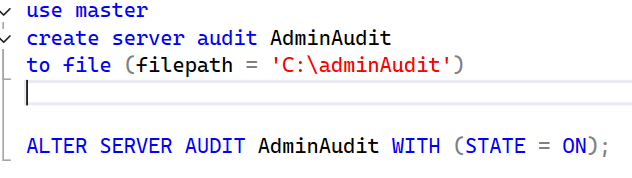 use master
create server audit AdminAudit
to file (filepath = 'C:\adminAudit')
ALTER SERVER AUDIT AdminAudit WITH (STATE = ON);